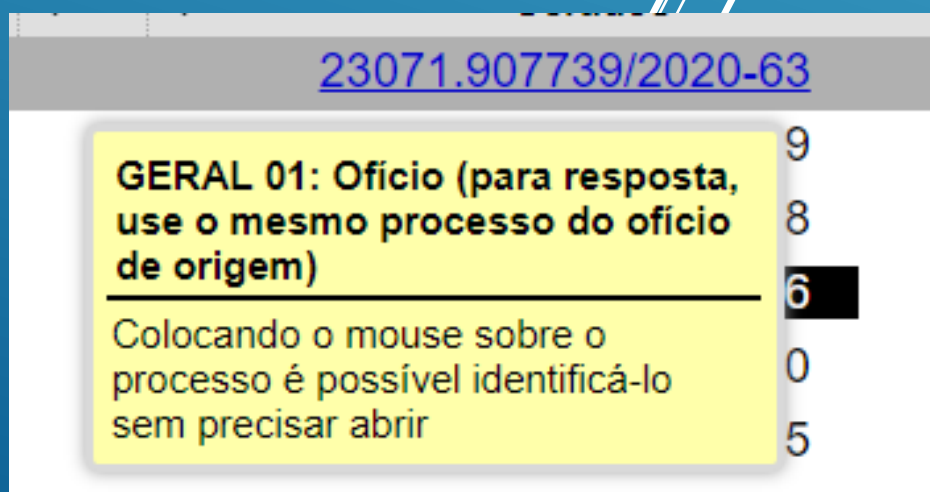 23071.907739/2020-63
GERAL 01: Ofício (para resposta,
use o mesmo processo do ofício
de origem)
Colocando o mouse sobre o
processo é possível identificá-lo
sem precisar abrir
9
8
6
0
5